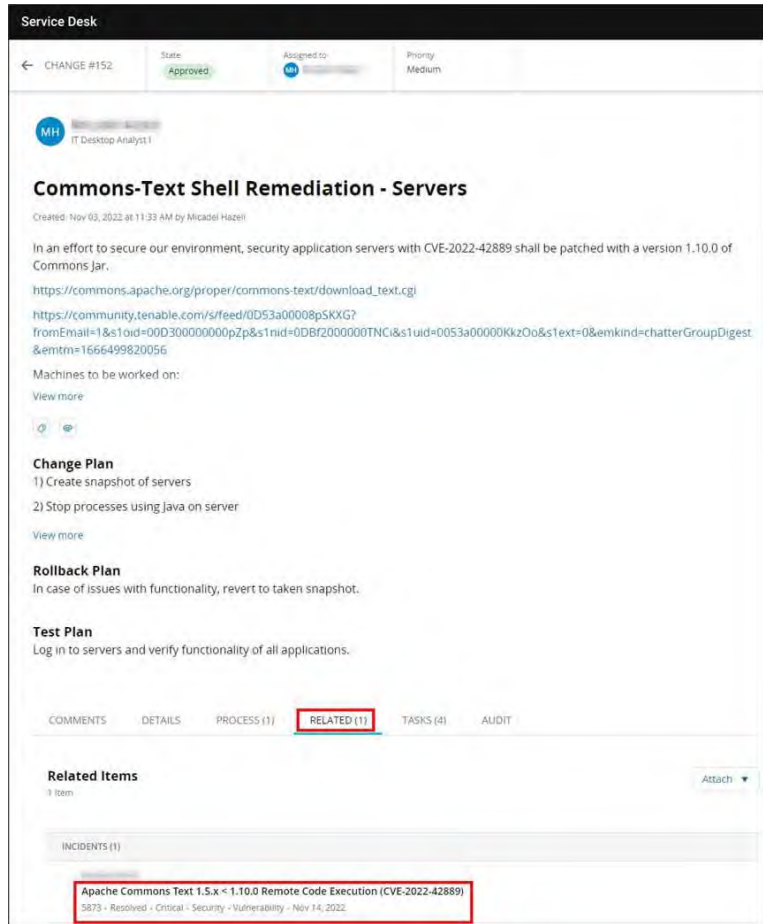 Service Desk
← CHANGE #152
State
Approved
Assigned to
MH
Priority
Medium
MH
IT Desktop Analyst I
Commons-Text Shell Remediation - Servers
Created: Nov 03, 2022 at 11:33 AM by Micadel Hazell
In an effort to secure our environment, security application servers with CVE-2022-42889 shall be patched with a version 1.10.0 of
Commons Jar.
https://commons.apache.org/proper/commons-text/download_text.cgi
https://community.tenable.com/s/feed/0D53a00008pSKXG?
fromEmail=1&s1oid=00D300000000pZp&s1nid=0DBf2000000TNCi&s1uid=0053a00000KkzOo&s1ext=0&emkind=chatterGroupDigest
&emtm=1666499820056
Machines to be worked on:
View more
Change Plan
1) Create snapshot of servers
2) Stop processes using Java on server
View more
Rollback Plan
In case of issues with functionality, revert to taken snapshot.
Test Plan
Log in to servers and verify functionality of all applications.
COMMENTS DETAILS PROCESS (1) RELATED (1) TASKS (4) AUDIT
Related Items
1 Item
Attach ▼
INCIDENTS (1)
Apache Commons Text 1.5.x < 1.10.0 Remote Code Execution (CVE-2022-42889)
5873 - Resolved - Critical - Security - Vulnerability - Nov 14, 2022